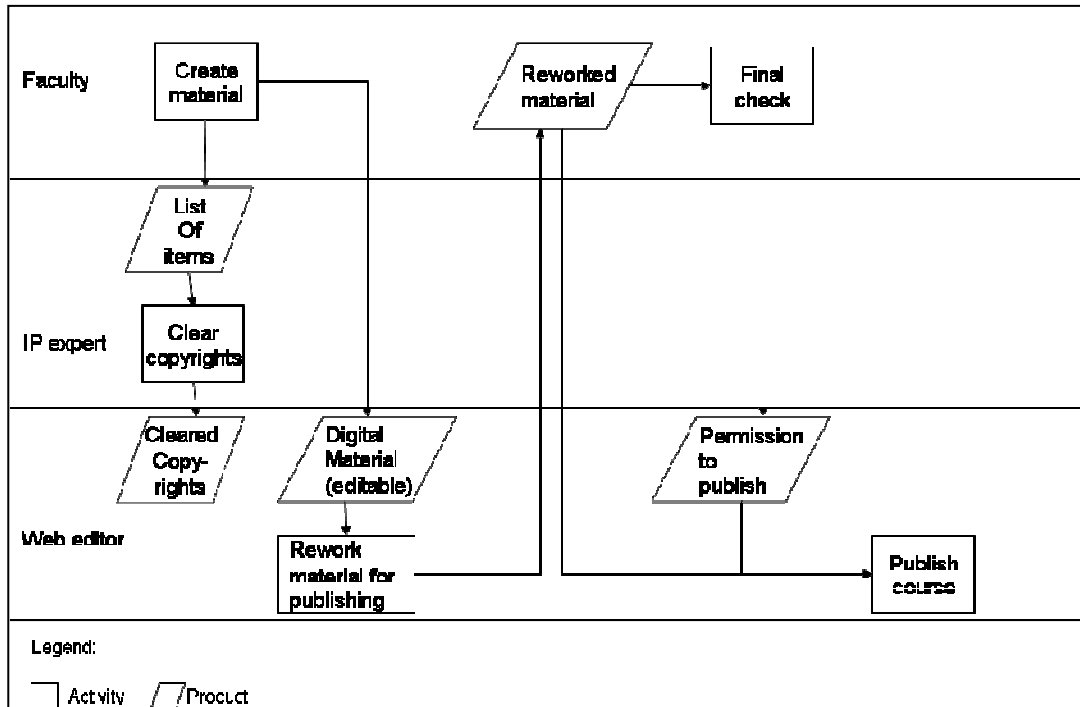 Faculty
Create
material
Reworked
material
Final
check
List
Of
items
IP expert
Clear
copyrights
Cleared
Copy-
rights
Digital
Material
(editable)
Permission
to
publish
Web editor
Rework
material for
publishing
Publish
course
Legend:
Activity
Product